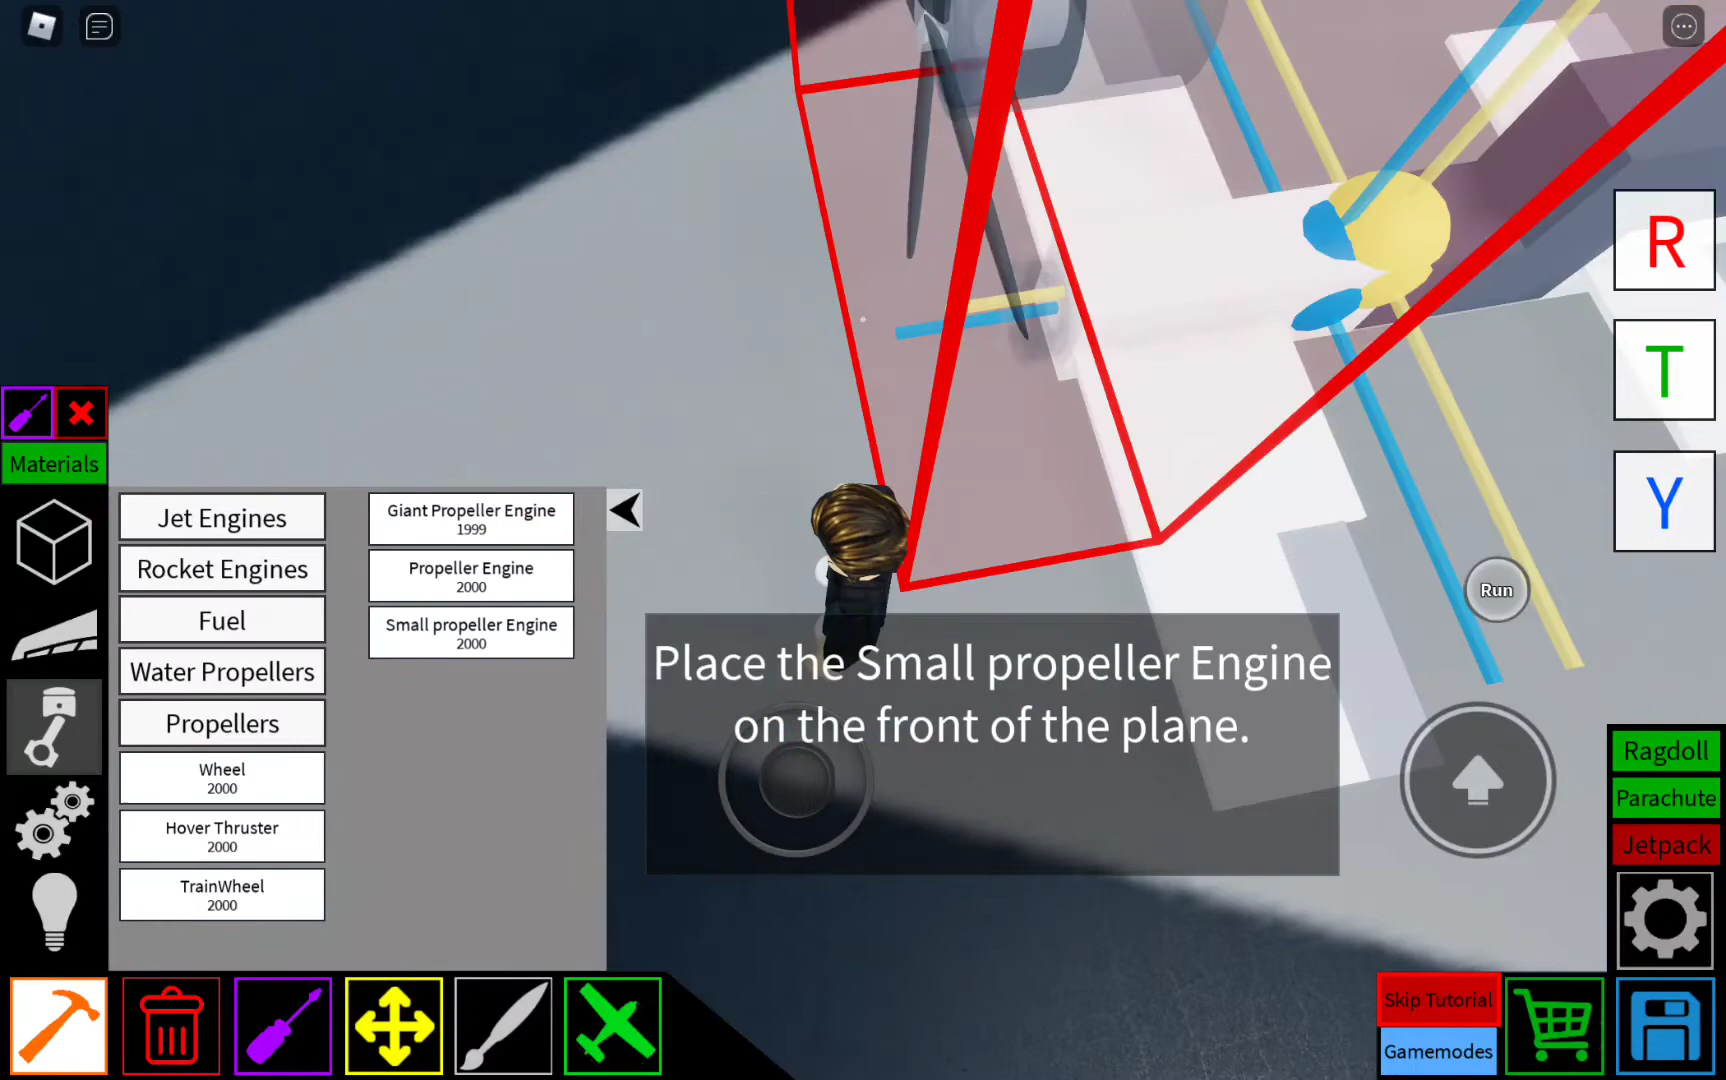 Materials
Jet Engines
Rocket Engines
Fuel
Water Propellers
Propellers
Wheel
2000
Hover Thruster
2000
TrainWheel
2000
Giant Propeller Engine
1999
Propeller Engine
2000
Small propeller Engine
2000
Place the Small propeller Engine
on the front of the plane.
R
T
Y
Run
Ragdoll
Parachute
Jetpack
Skip Tutorial
Gamemodes